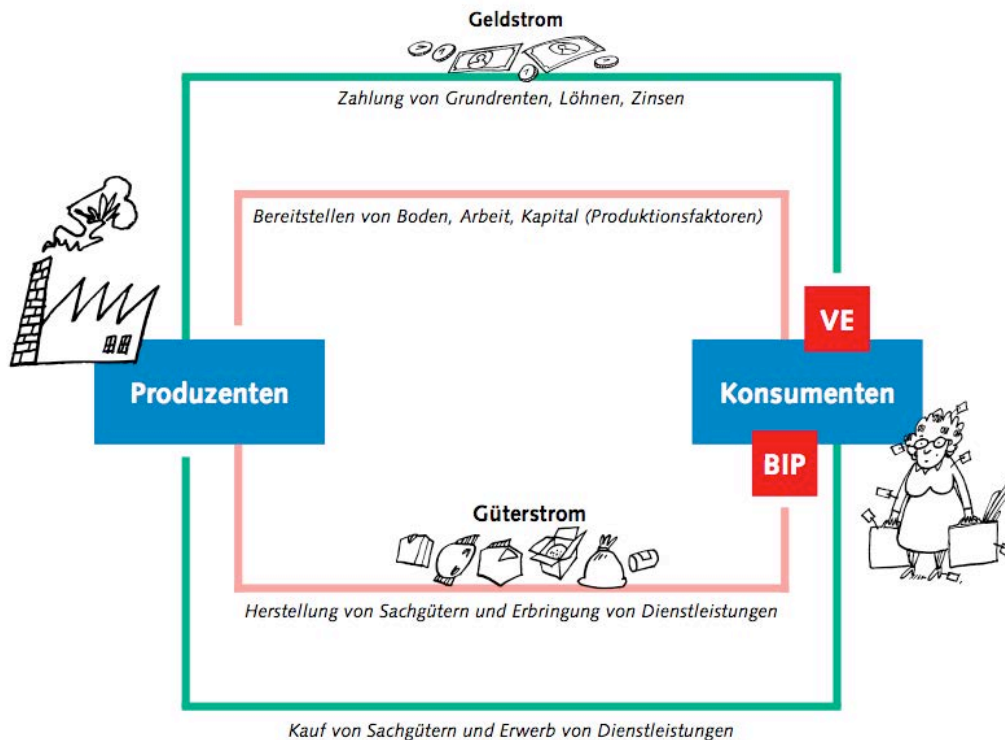 Geldstrom
Zahlung von Grundrenten, Löhnen, Zinsen
Bereitstellen von Boden, Arbeit, Kapital (Produktionsfaktoren)
VE
Produzenten
Konsumenten
BIP
Güterstrom
Herstellung von Sachgütern und Erbringung von Dienstleistungen
Kauf von Sachgütern und Erwerb von Dienstleistungen